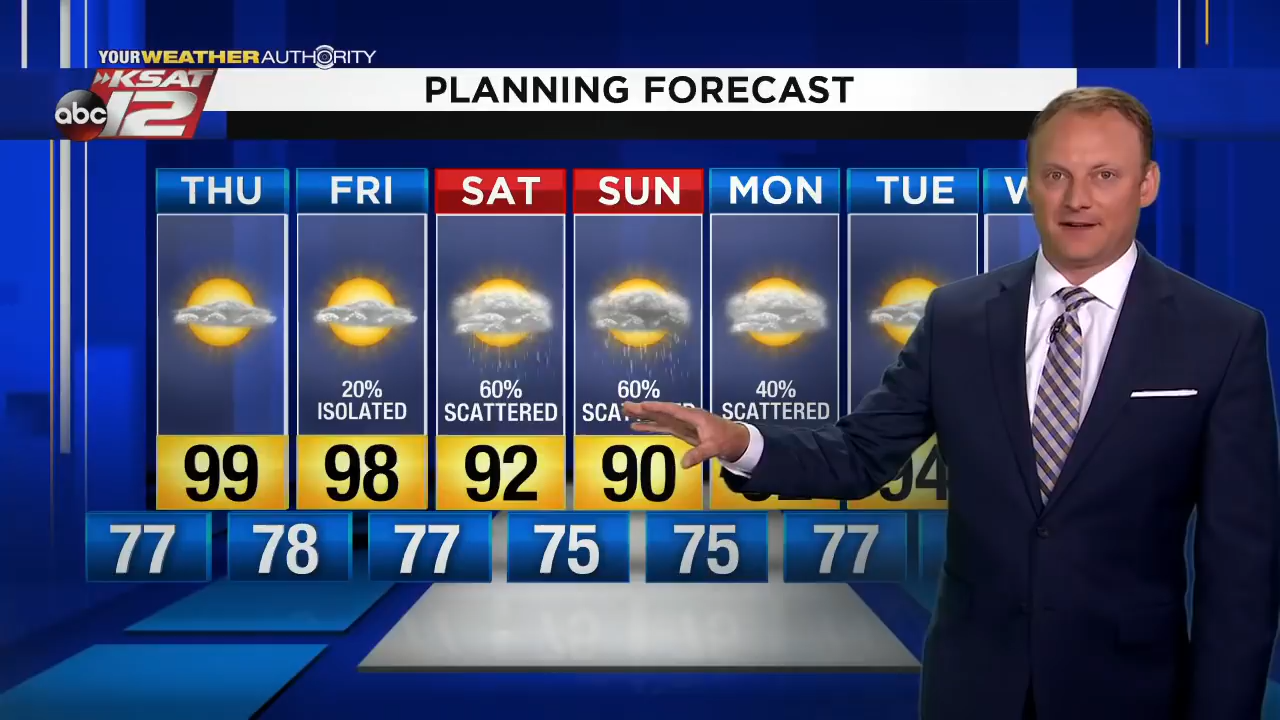 YOURWEATHERAUTHORITY
KSAT
abc 12
PLANNING FORECAST
THU FRI SAT SUN MON TUE W
20% 60% 60% 40%
ISOLATED SCATTERED SCATTERED
99 98 92 90 94
77 78 77 75 75 77